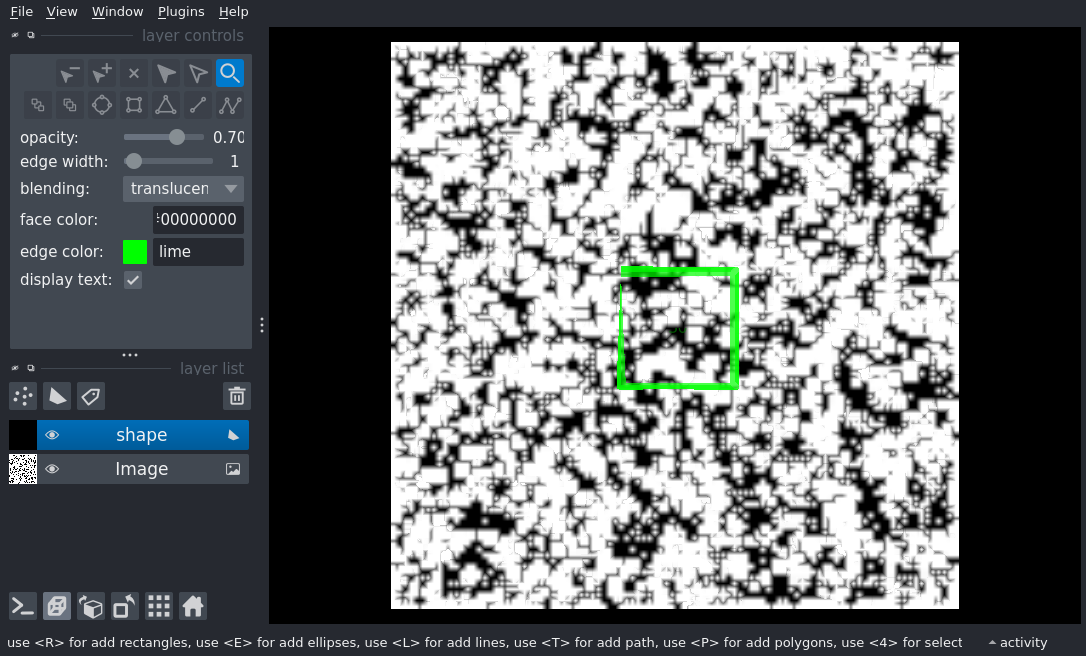 File View Window Plugins Help
layer controls
opacity: 0.70
edge width: 1
blending: translucen
face color: 00000000
edge color: lime
display text:
layer list
shape
Image
use <R> for add rectangles, use <E> for add ellipses, use <L> for add lines, use <T> for add path, use <P> for add polygons, use <4> for select activity